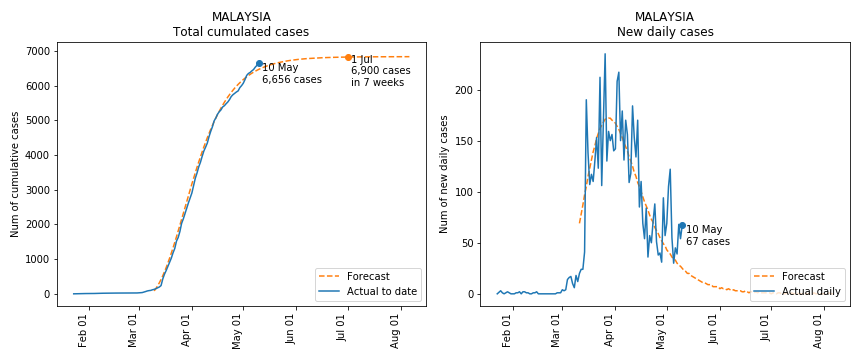 MALAYSIA
Total cumulated cases
Num of cumulative cases
7000
6000
5000
4000
3000
2000
1000
0
10 May
6,656 cases
1 Jul
6,900 cases
in 7 weeks
Forecast
Actual to date
Feb 01
Mar 01
Apr 01
May 01
Jun 01
Jul 01
Aug 01
MALAYSIA
New daily cases
Num of new daily cases
200
150
100
50
0
10 May
67 cases
Forecast
Actual daily
Feb 01
Mar 01
Apr 01
May 01
Jun 01
Jul 01
Aug 01